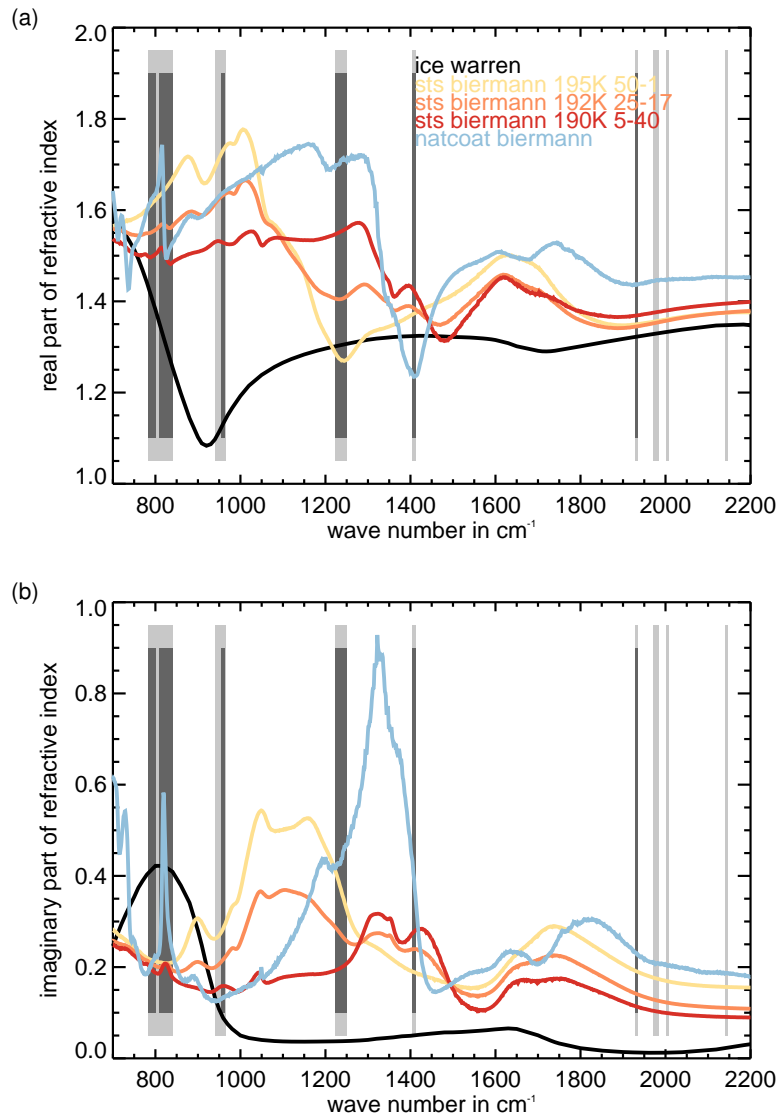 (a)
2.0
ice warren
sts biermann 195K 50-1
sts biermann 192K 25-17
sts biermann 190K 5-40
natcoat biermann
1.8
1.6
1.4
1.2
1.0
real part of refractive index
800 1000 1200 1400 1600 1800 2000 2200
wave number in cm⁻¹
(b)
1.0
0.8
0.6
0.4
0.2
0.0
imaginary part of refractive index
800 1000 1200 1400 1600 1800 2000 2200
wave number in cm⁻¹